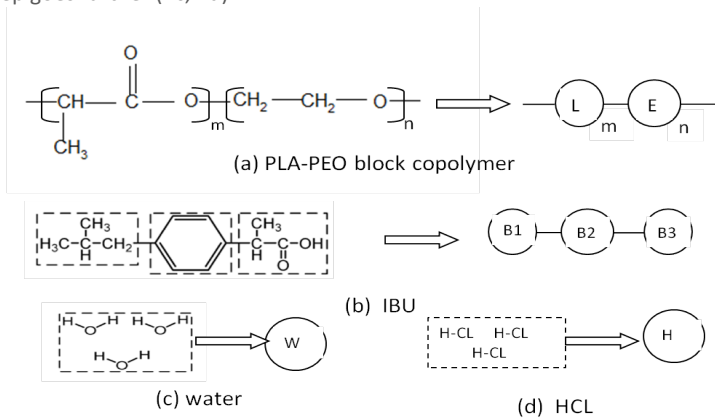 O
CH C O CH2 CH2 O L E
m n m n
CH3
(a) PLA-PEO block copolymer
CH3 CH3
H3C-C-CH2 C-C-OH B1 B2 B3
H H O
(b) IBU
H O H H O H H-CL H-CL
H O H W H-CL H
(c) water
(d) HCL